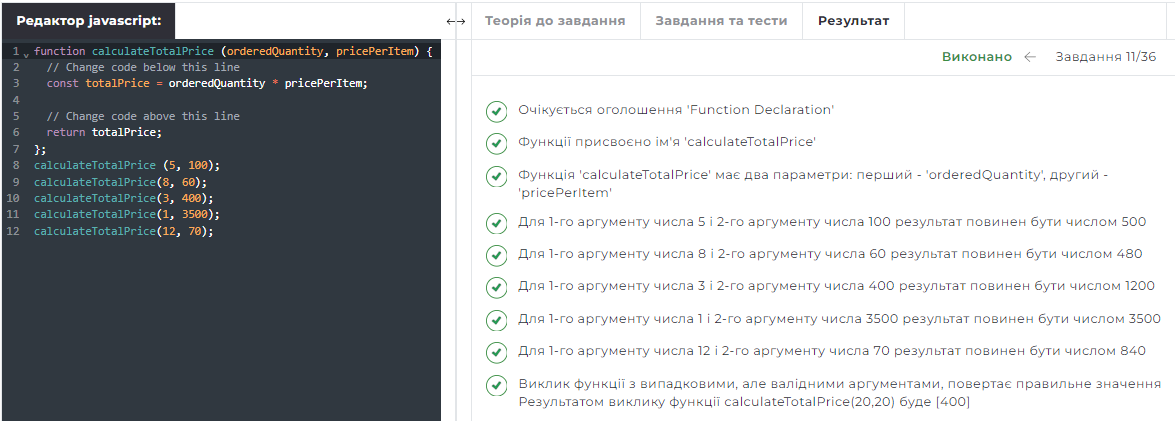 Редактор javascript:
Теорія до завдання
Завдання та тести
Результат
1 function calculateTotalPrice (orderedQuantity, pricePerItem) {
2 // Change code below this line
3 const totalPrice = orderedQuantity * pricePerItem;
4
5 // Change code above this line
6 return totalPrice;
7 };
8 calculateTotalPrice (5, 100);
9 calculateTotalPrice(8, 60);
10 calculateTotalPrice(3, 400);
11 calculateTotalPrice(1, 3500);
12 calculateTotalPrice(12, 70);
Виконано ← Завдання 11/36
Очікується оголошення 'Function Declaration'
Функції присвоєно ім'я 'calculateTotalPrice'
Функція 'calculateTotalPrice' має два параметри: перший - 'orderedQuantity', другий -
'pricePerItem'
Для 1-го аргументу числа 5 і 2-го аргументу числа 100 результат повинен бути числом 500
Для 1-го аргументу числа 8 і 2-го аргументу числа 60 результат повинен бути числом 480
Для 1-го аргументу числа 3 і 2-го аргументу числа 400 результат повинен бути числом 1200
Для 1-го аргументу числа 1 і 2-го аргументу числа 3500 результат повинен бути числом 3500
Для 1-го аргументу числа 12 і 2-го аргументу числа 70 результат повинен бути числом 840
Виклик функції з випадковими, але валідними аргументами, повертає правильне значення
Результатом виклику функції calculateTotalPrice(20,20) буде [400]